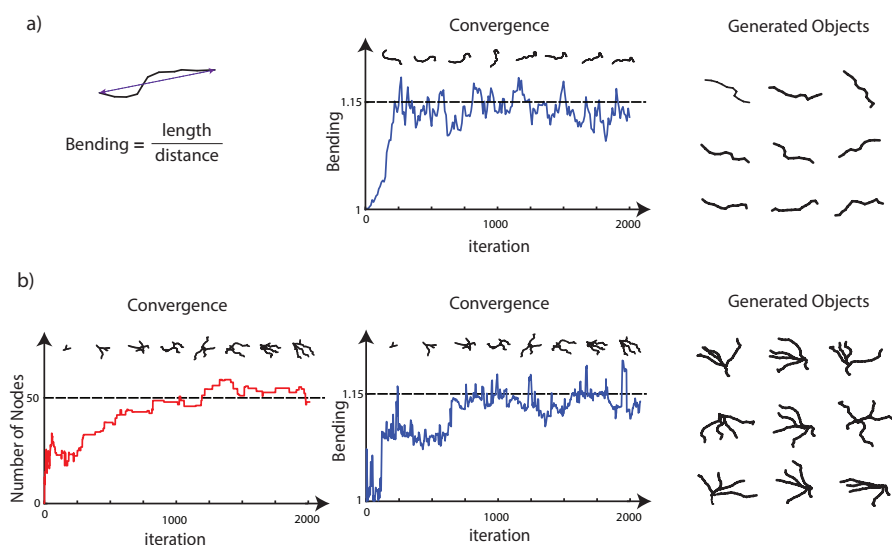 a)
Bending = length
distance
Convergence
Bending
1.15
1
0
1000
2000
iteration
Generated Objects
b)
Convergence
Number of Nodes
50
0
0
1000
2000
iteration
Convergence
Bending
1.15
1
0
1000
2000
iteration
Generated Objects